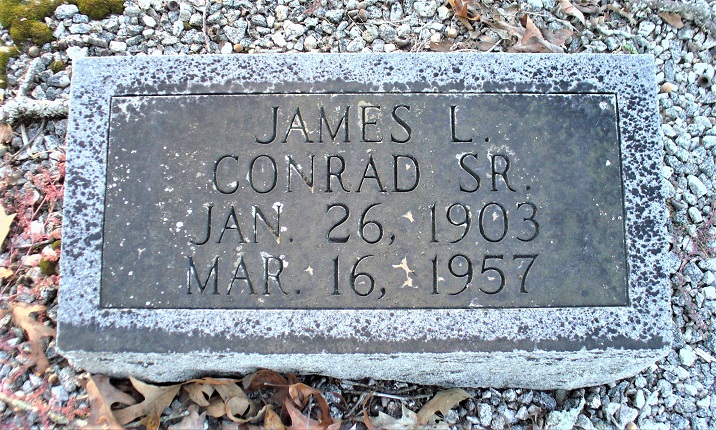 JAMES L.
CONRAD SR.
JAN. 26, 1903
MAR. 16, 1957